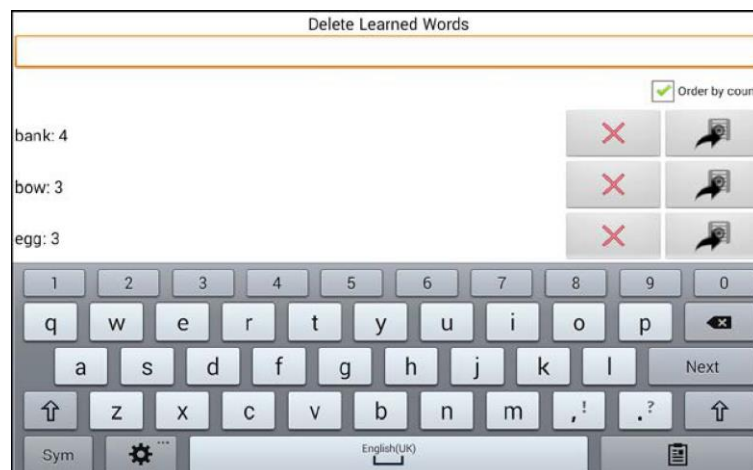 Delete Learned Words
Order by coun
bank: 4
bow: 3
egg: 3
1 2 3 4 5 6 7 8 9 0
q w e r t y u i o p
a s d f g h j k l Next
z x c v b n m ,! .?
Sym ... English(UK)